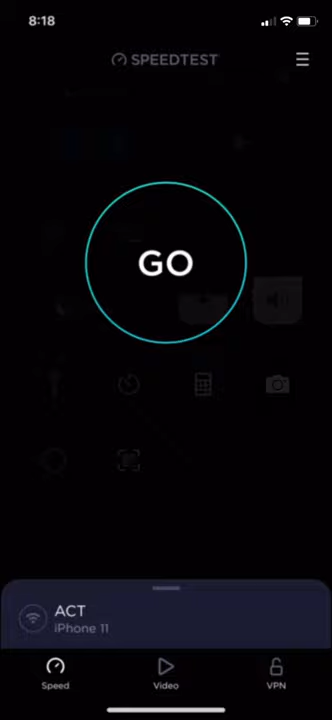 8:18
SPEEDTEST
GO
ACT
iPhone 11
Speed
Video
VPN